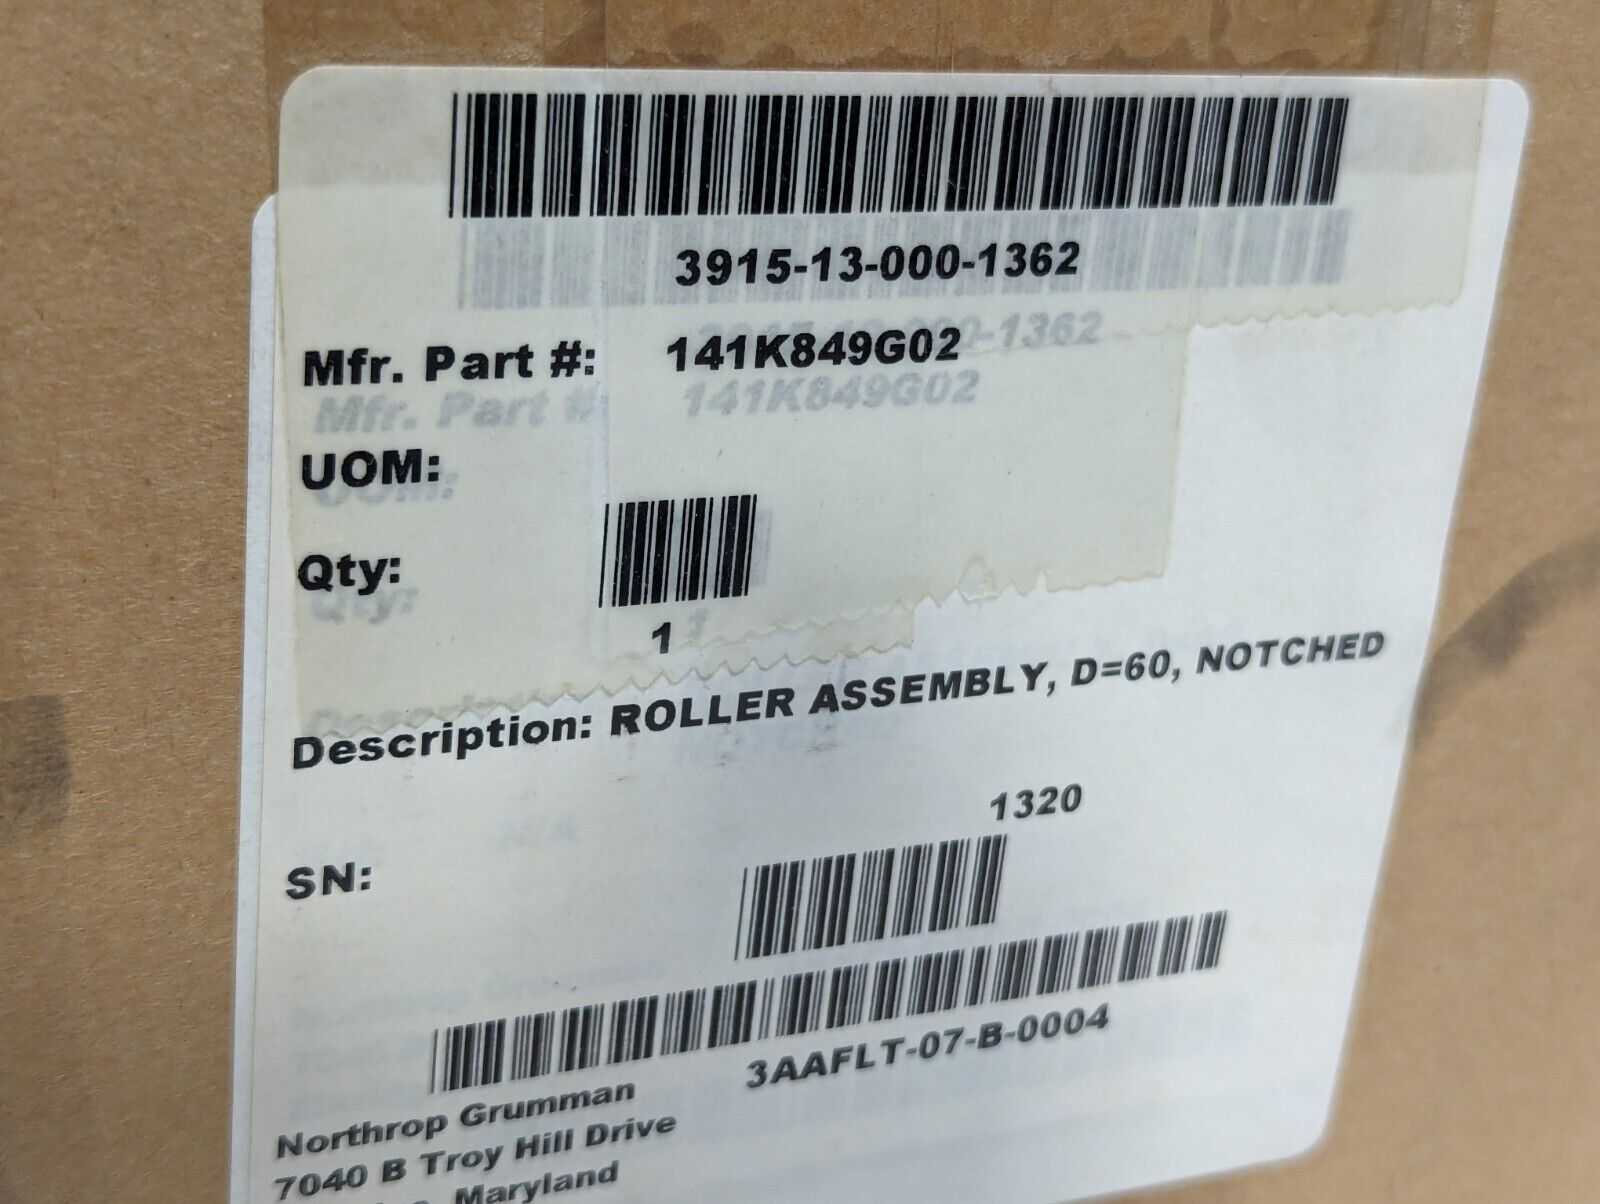 3915-13-000-1362
Mfr. Part #: 141K849G02
UOM:
Qty:
1
Description: ROLLER ASSEMBLY, D=60, NOTCHED
1320
SN:
3AAFLT-07-B-0004
Northrop Grumman
7040 B Troy Hill Drive
Maryland